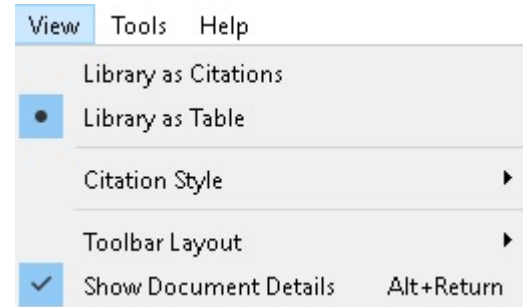 View Tools Help
Library as Citations
Library as Table
Citation Style
Toolbar Layout
Show Document Details Alt+Return